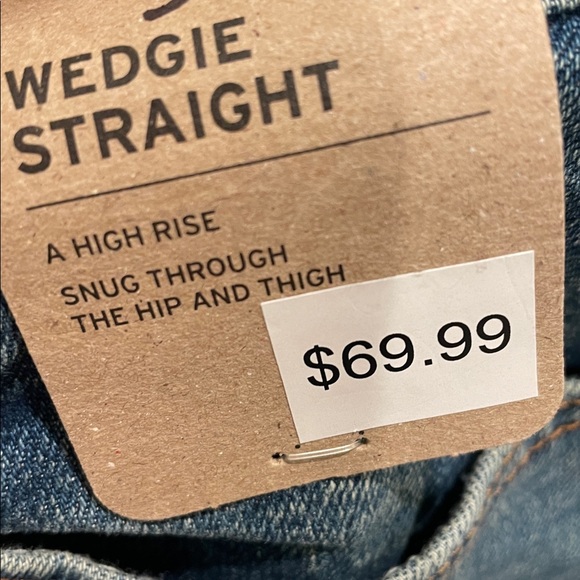 WEDGIE
STRAIGHT
A HIGH RISE
SNUG THROUGH
THE HIP AND THIGH
$69.99